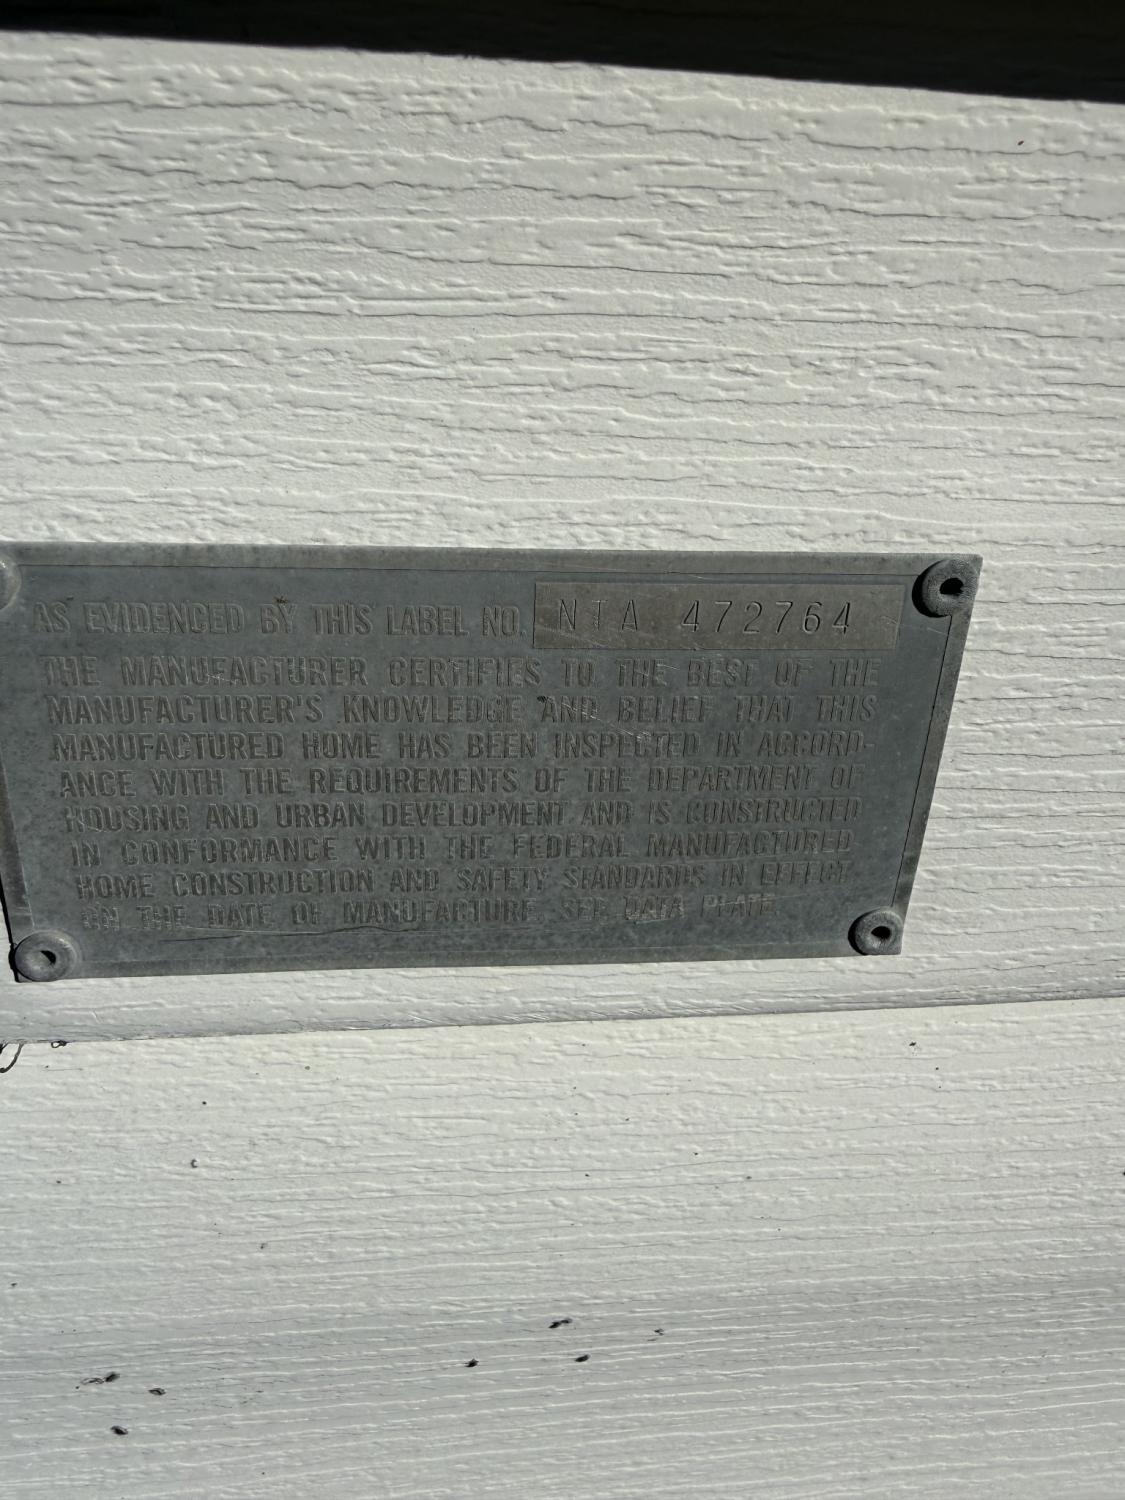 AS EVIDENCED BY THIS LABEL NO. NTA 472764
THE MANUFACTURER CERTIFIES TO THE BEST OF THE
MANUFACTURER'S KNOWLEDGE AND BELIEF THAT THIS
MANUFACTURED HOME HAS BEEN INSPECTED IN ACCORD-
ANCE WITH THE REQUIREMENTS OF THE DEPARTMENT OF
HOUSING AND URBAN DEVELOPMENT AND IS CONSTRUCTED
IN CONFORMANCE WITH THE FEDERAL MANUFACTURED
HOME CONSTRUCTION AND SAFETY STANDARDS IN EFFECT
ON THE DATE OF MANUFACTURE. SEE DATA PLATE.